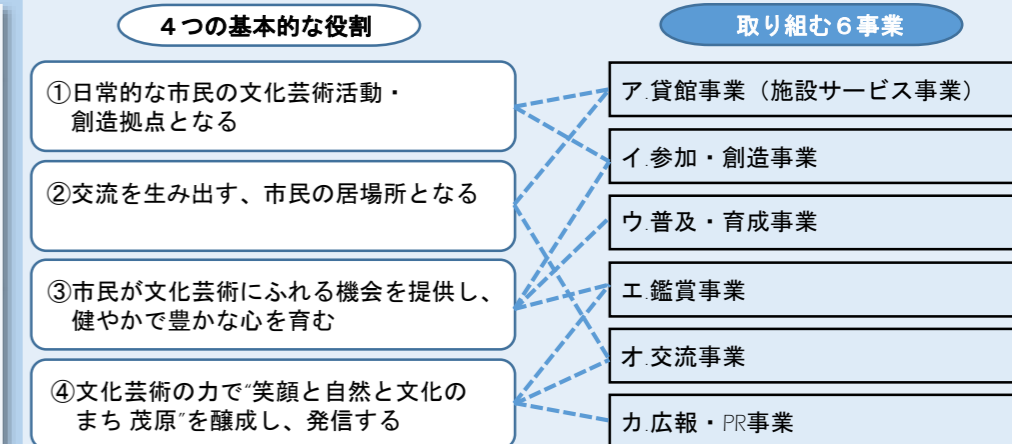 4つの基本的な役割
取り組む6事業
①日常的な市民の文化芸術活動・
創造拠点となる
②交流を生み出す、市民の居場所となる
③市民が文化芸術にふれる機会を提供し、
健やかで豊かな心を育む
④文化芸術の力で“笑顔と自然と文化の
まち 茂原”を醸成し、発信する
ア.貸館事業（施設サービス事業）
イ.参加・創造事業
ウ.普及・育成事業
エ.鑑賞事業
オ.交流事業
カ.広報・PR事業